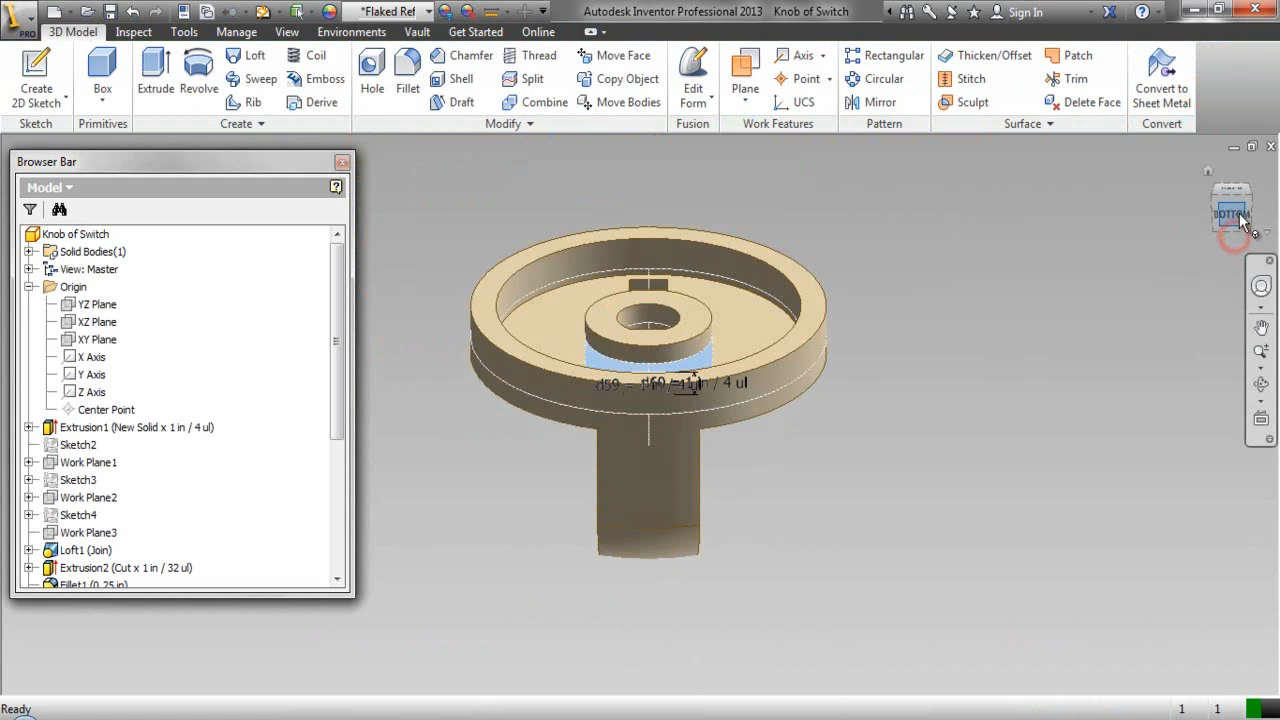 *Flaked Ref
Autodesk Inventor Professional 2013 Knob of Switch
Sign In
PRO
3D Model Inspect Tools Manage View Environments Vault Get Started Online
Create 2D Sketch
Sketch
Box
Primitives
Extrude Revolve
Loft Coil
Sweep Emboss
Rib Derive
Create
Hole Fillet
Chamfer Thread Move Face
Shell Split Copy Object
Draft Combine Move Bodies
Modify
Edit Form
Fusion
Plane
Axis
Point
UCS
Work Features
Rectangular
Circular
Mirror
Pattern
Thicken/Offset Patch
Stitch Trim
Sculpt Delete Face
Surface
Convert to Sheet Metal
Convert
Browser Bar
Model
Knob of Switch
Solid Bodies(1)
View: Master
Origin
YZ Plane
XZ Plane
XY Plane
X Axis
Y Axis
Z Axis
Center Point
Extrusion1 (New Solid x 1 in / 4 ul)
Sketch2
Work Plane1
Sketch3
Work Plane2
Sketch4
Work Plane3
Loft1 (Join)
Extrusion2 (Cut x 1 in / 32 ul)
Fillet1 (0.25 in)
BOTTOM
Ready
1 1